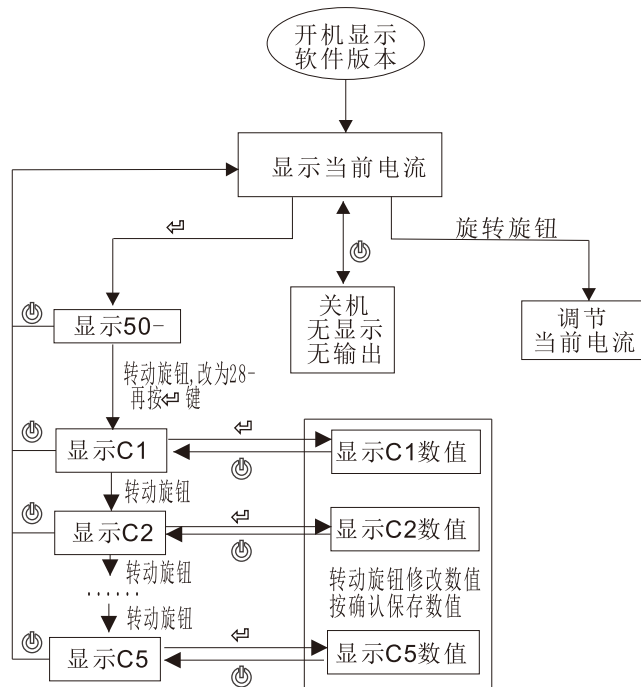 开机显示
软件版本
显示当前电流
旋转旋钮
关机
无显示
无输出
调节
当前电流
显示50-
转动旋钮,改为28-
再按⏎ 键
显示C1
显示C1数值
转动旋钮
显示C2
显示C2数值
转动旋钮
······
转动旋钮修改数值
按确认保存数值
转动旋钮
显示C5
显示C5数值